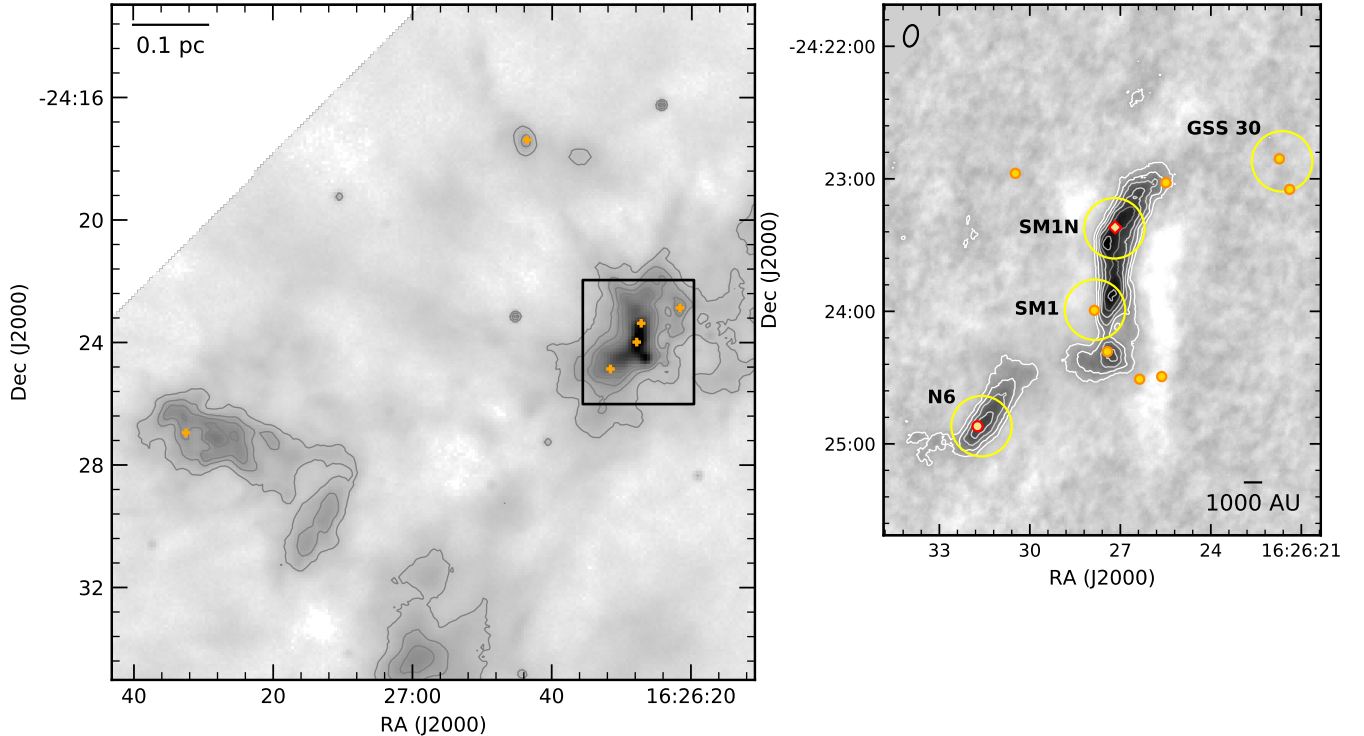 0.1 pc
-24:16
20
24
28
32
Dec (J2000)
40
20
27:00
40
16:26:20
RA (J2000)
-24:22:00
23:00
24:00
25:00
Dec (J2000)
GSS 30
SM1N
SM1
N6
1000 AU
33
30
27
24
16:26:21
RA (J2000)